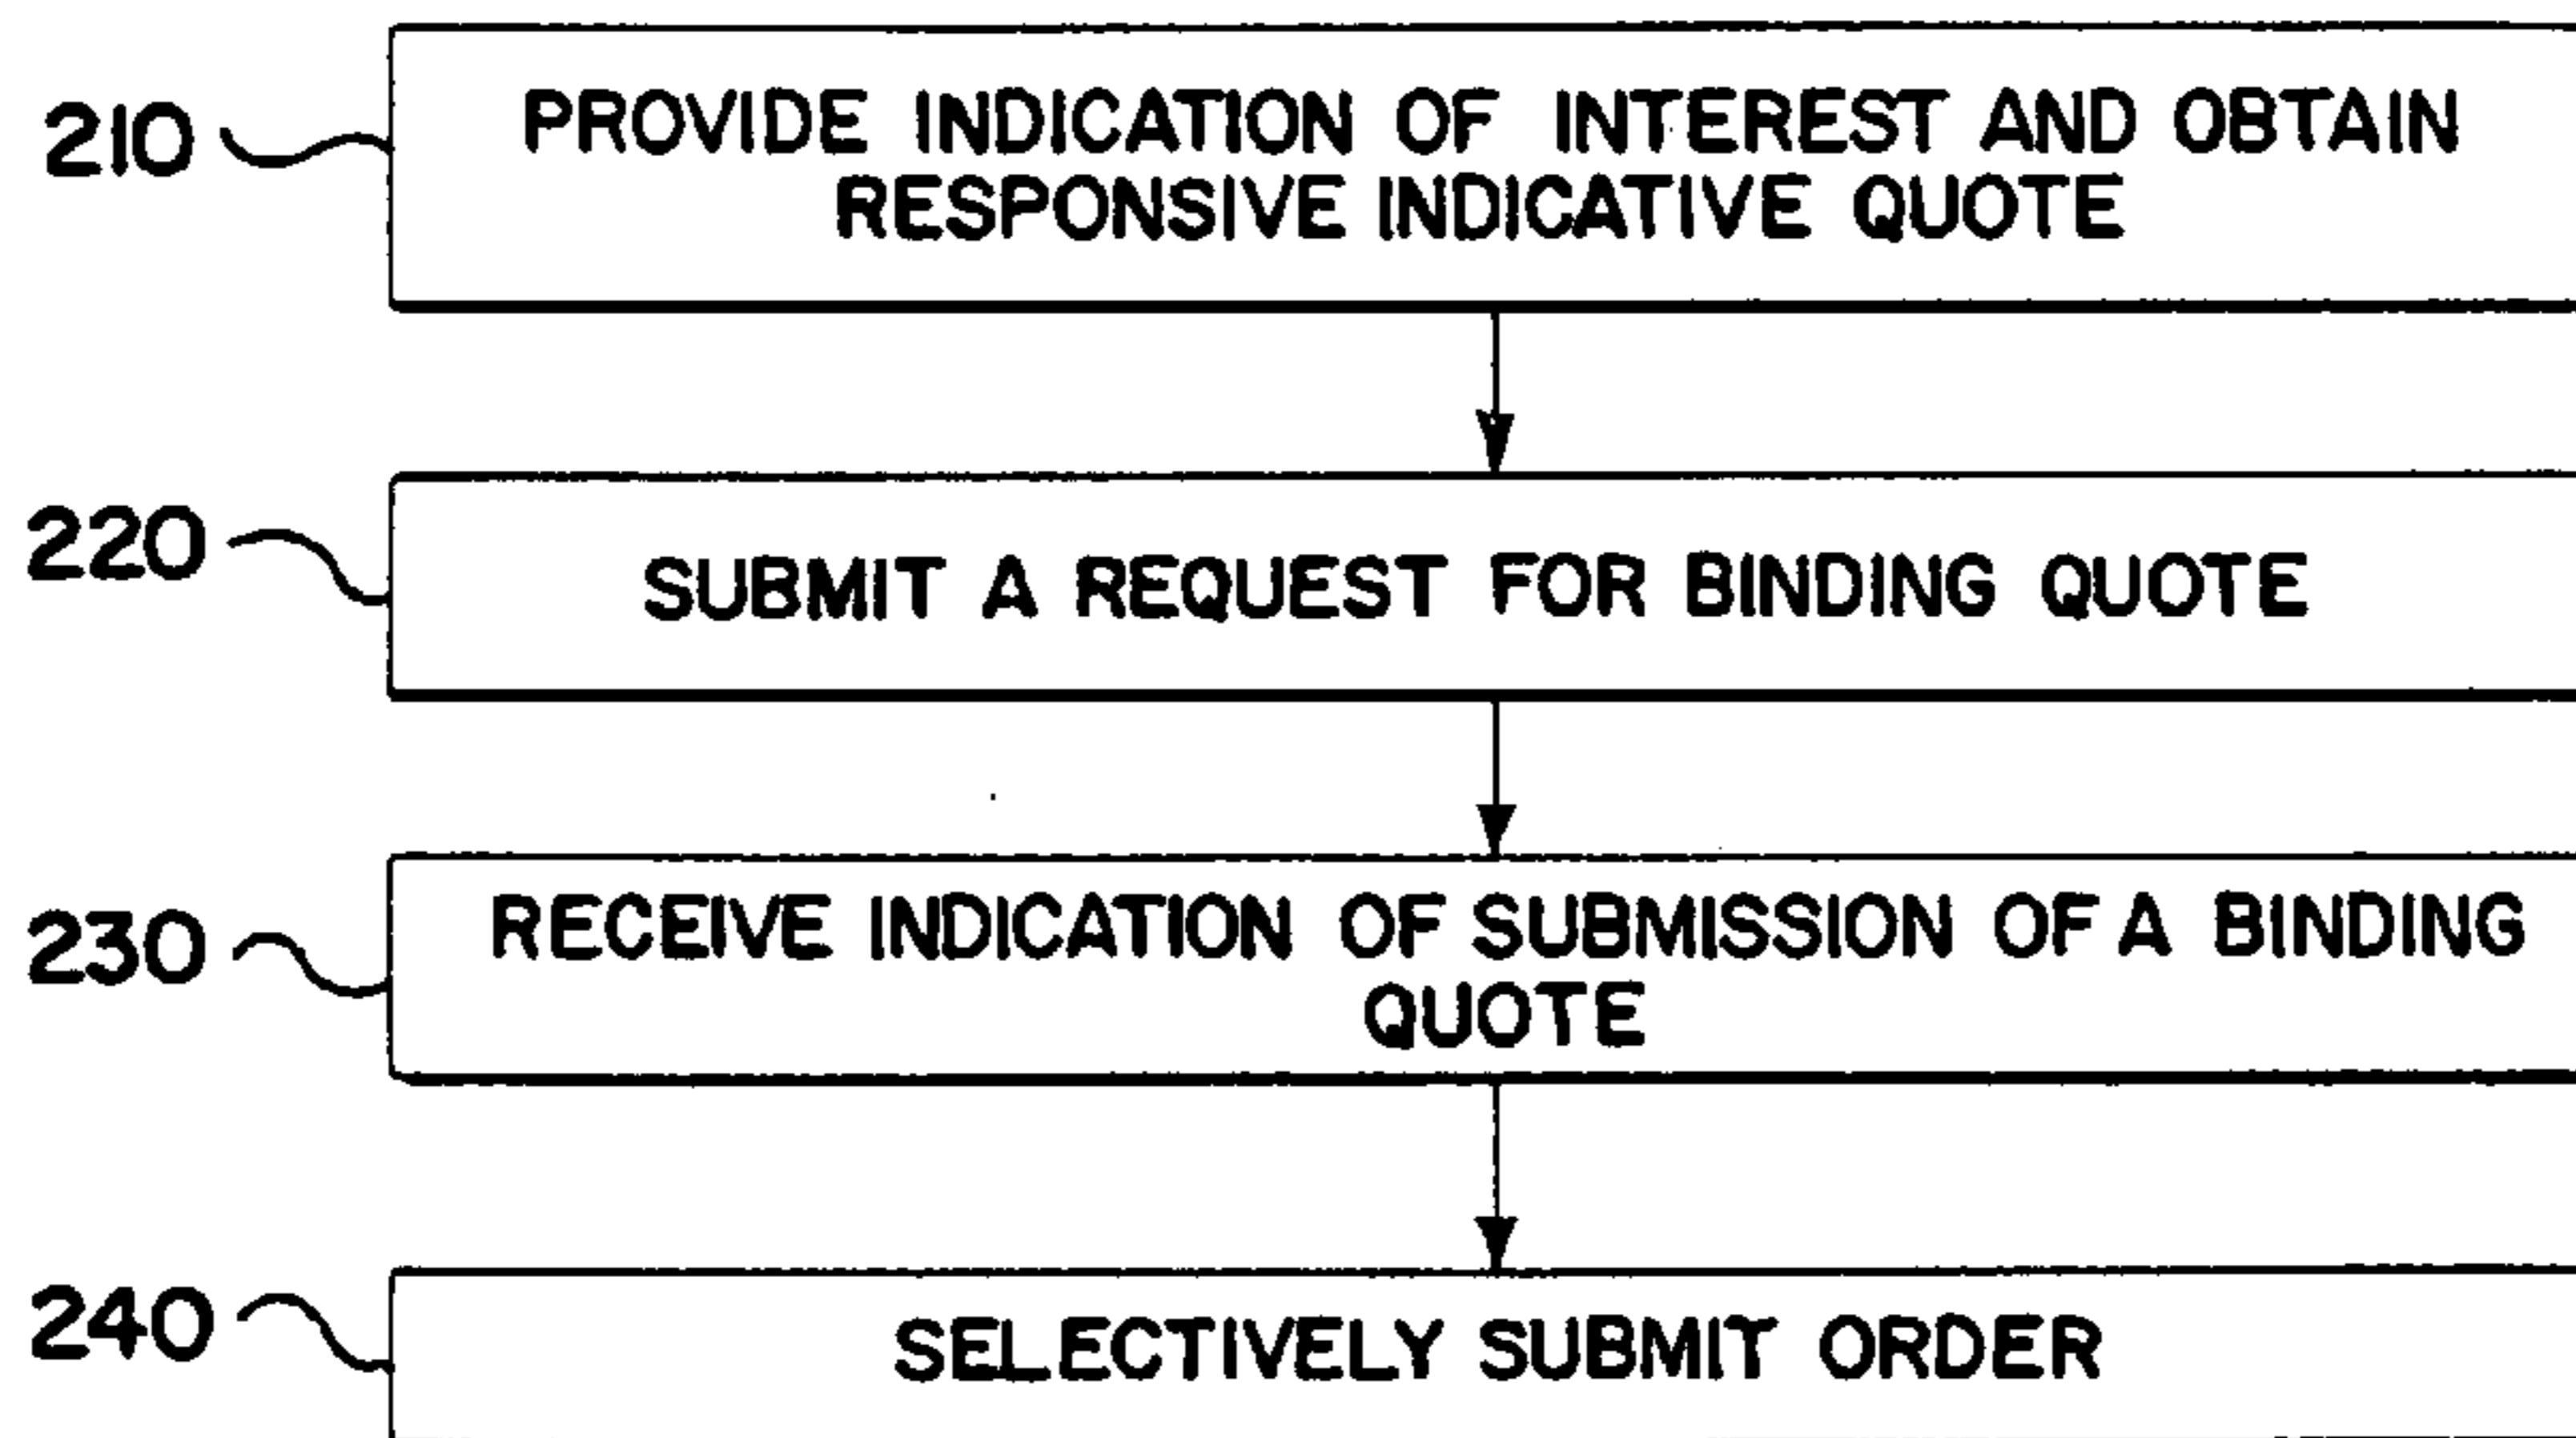 210
PROVIDE INDICATION OF INTEREST AND OBTAIN
RESPONSIVE INDICATIVE QUOTE
220
SUBMIT A REQUEST FOR BINDING QUOTE
230
RECEIVE INDICATION OF SUBMISSION OF A BINDING
QUOTE
240
SELECTIVELY SUBMIT ORDER